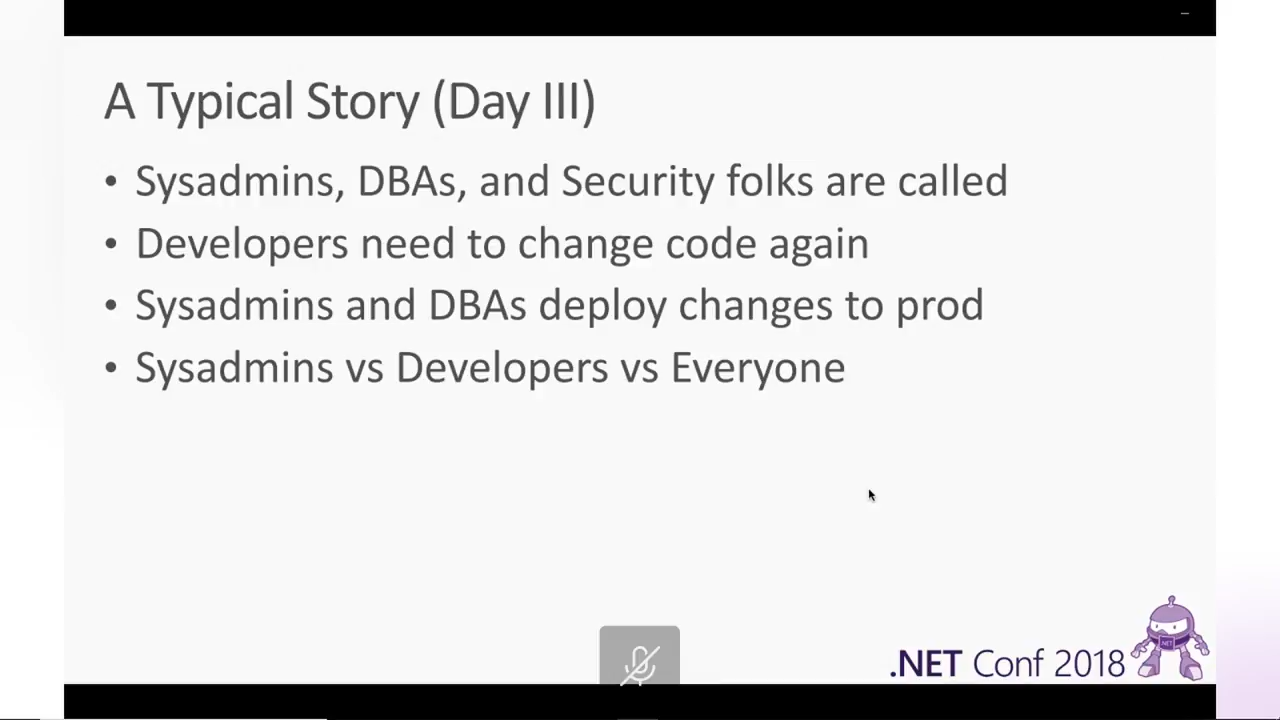 A Typical Story (Day III)
• Sysadmins, DBAs, and Security folks are called
• Developers need to change code again
• Sysadmins and DBAs deploy changes to prod
• Sysadmins vs Developers vs Everyone
.NET Conf 2018
.NET